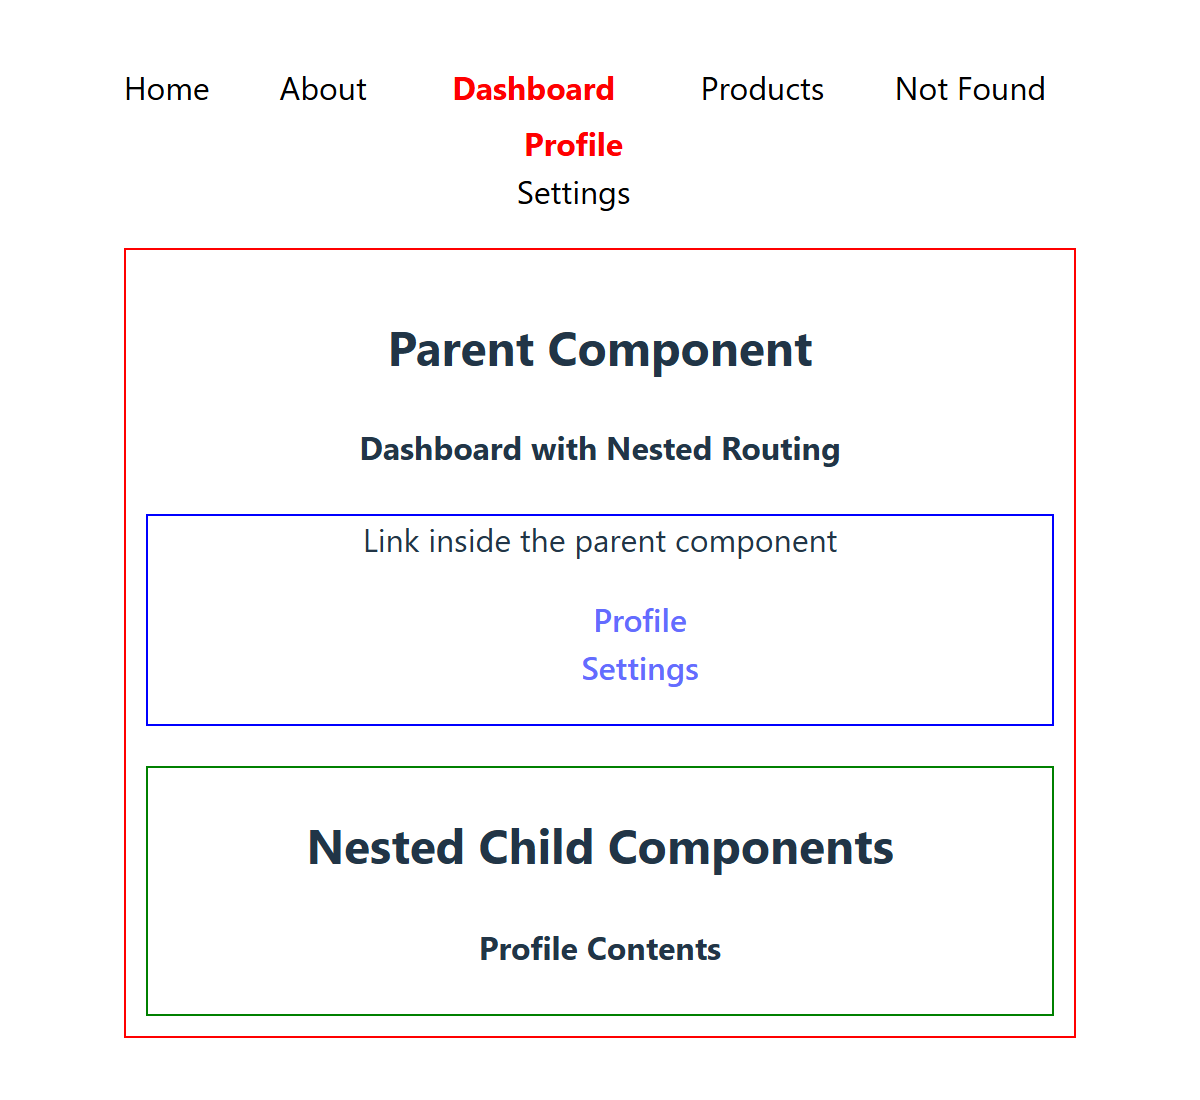 Home About Dashboard Products Not Found
Profile
Settings
Parent Component
Dashboard with Nested Routing
Link inside the parent component
Profile
Settings
Nested Child Components
Profile Contents